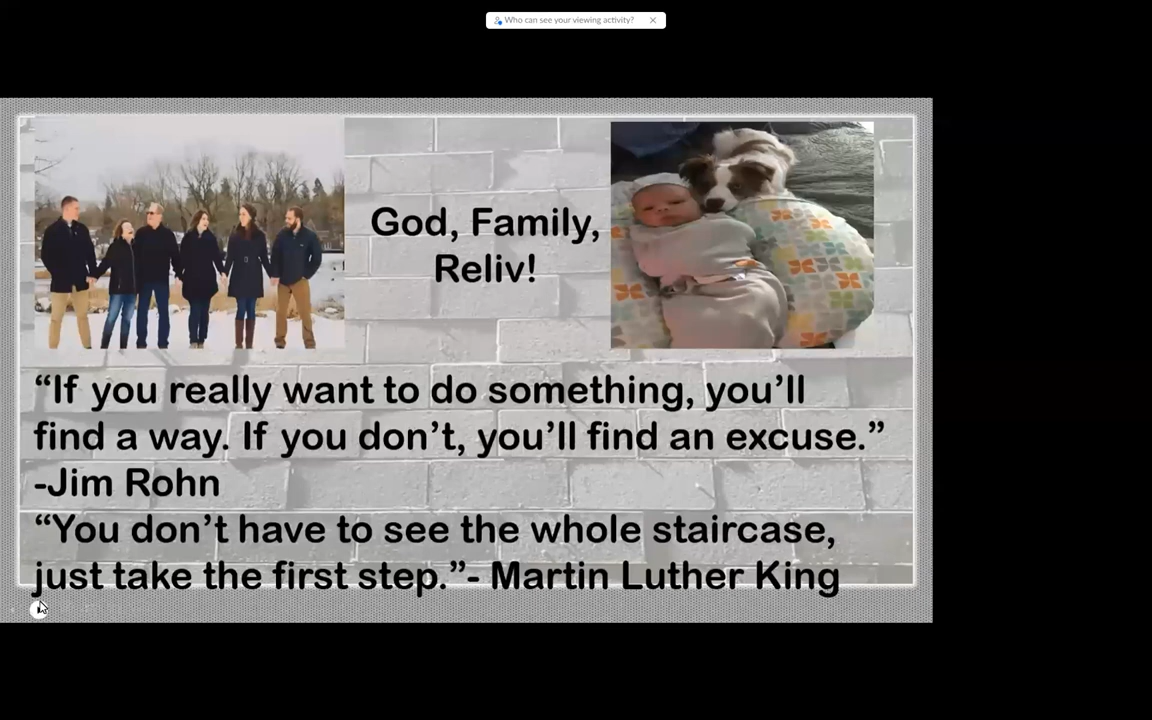 Who can see your viewing activity?
God, Family,
Reliv!
“If you really want to do something, you’ll
find a way. If you don’t, you’ll find an excuse.”
-Jim Rohn
“You don’t have to see the whole staircase,
just take the first step.”- Martin Luther King